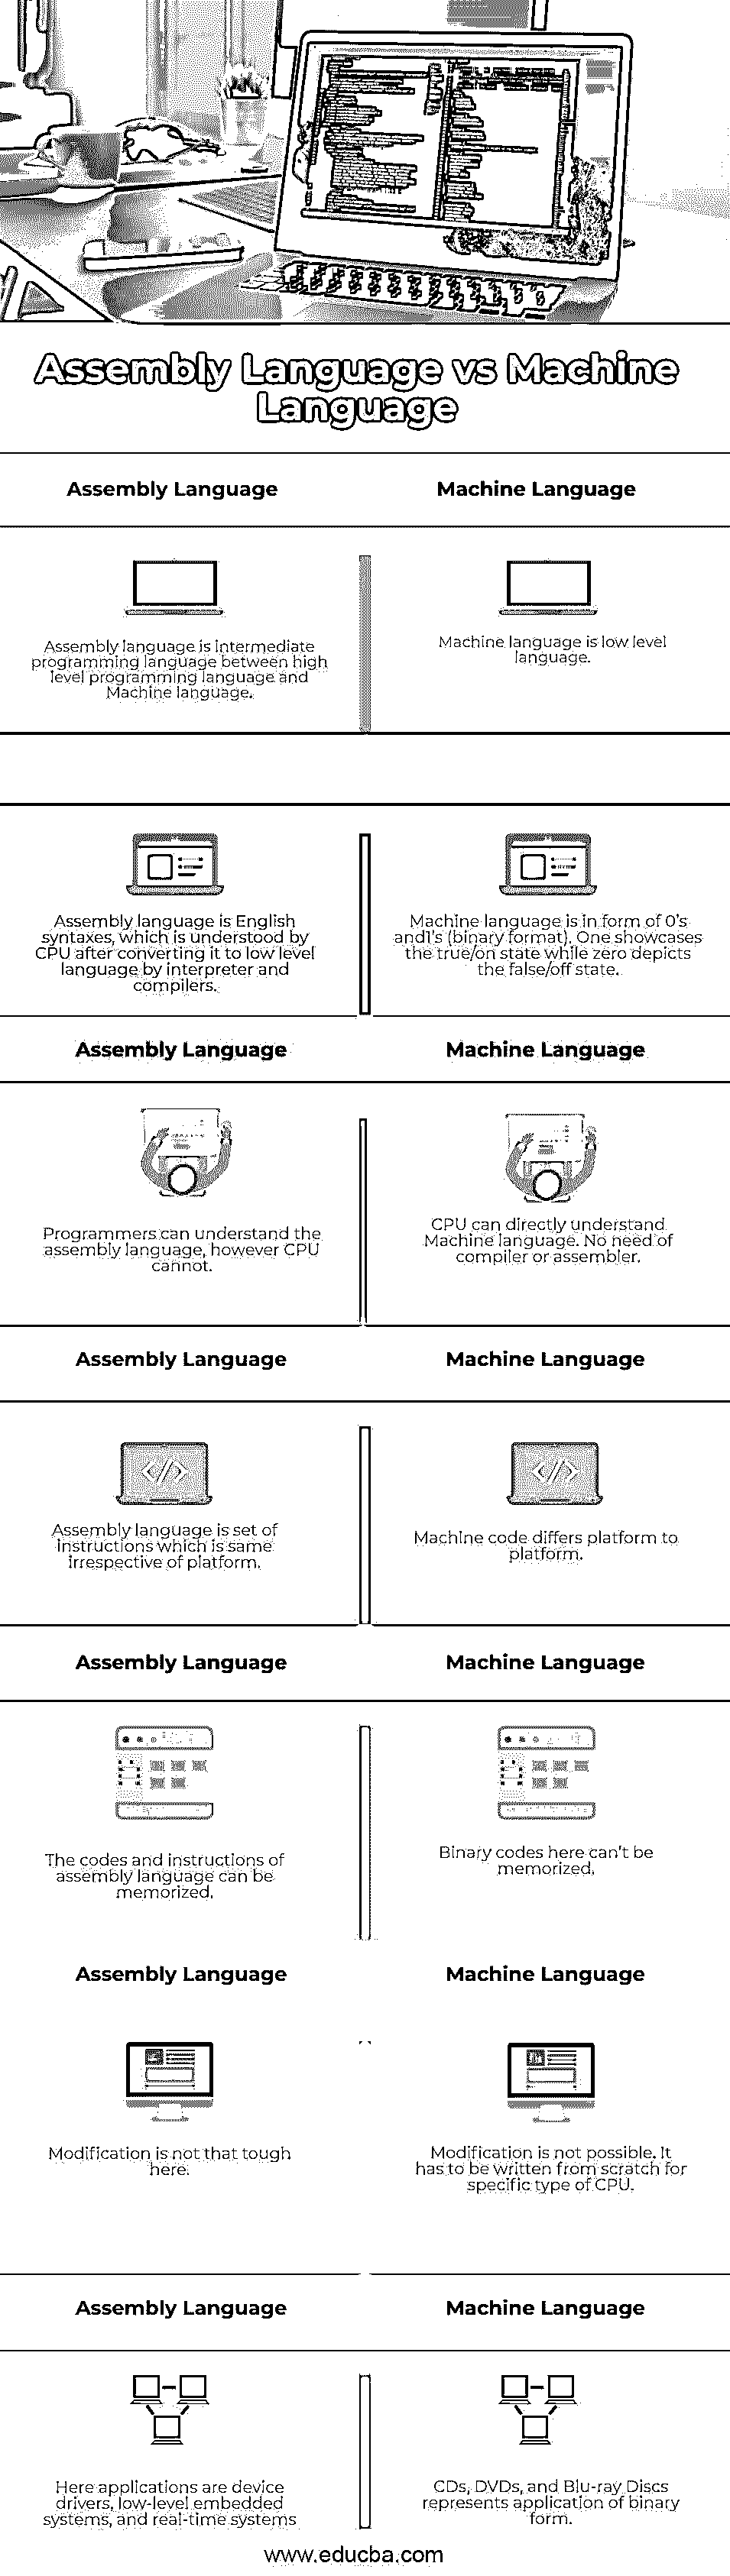 Assembly Language vs Machine
Language
Assembly Language
Machine Language
Assembly language is intermediate
programming language between high
level programming language and
Machine language.
Machine language is low level
language.
Assembly language is English
syntaxes, which is understood by
CPU after converting it to low level
language by interpreter and
compilers.
Machine language is in form of 0's
and1's (binary format). One showcases
the true/on state while zero depicts
the false/off state.
Assembly Language
Machine Language
Programmers can understand the
assembly language, however CPU
cannot.
CPU can directly understand
Machine language. No need of
compiler or assembler.
Assembly Language
Machine Language
Assembly language is set of
instructions which is same
irrespective of platform.
Machine code differs platform to
platform.
Assembly Language
Machine Language
The codes and instructions of
assembly language can be
memorized.
Binary codes here can't be
memorized.
Assembly Language
Machine Language
Modification is not that tough
here.
Modification is not possible. It
has to be written from scratch for
specific type of CPU.
Assembly Language
Machine Language
Here applications are device
drivers, low-level embedded
systems, and real-time systems
CDs, DVDs, and Blu-ray Discs
represents application of binary
form.
www.educba.com